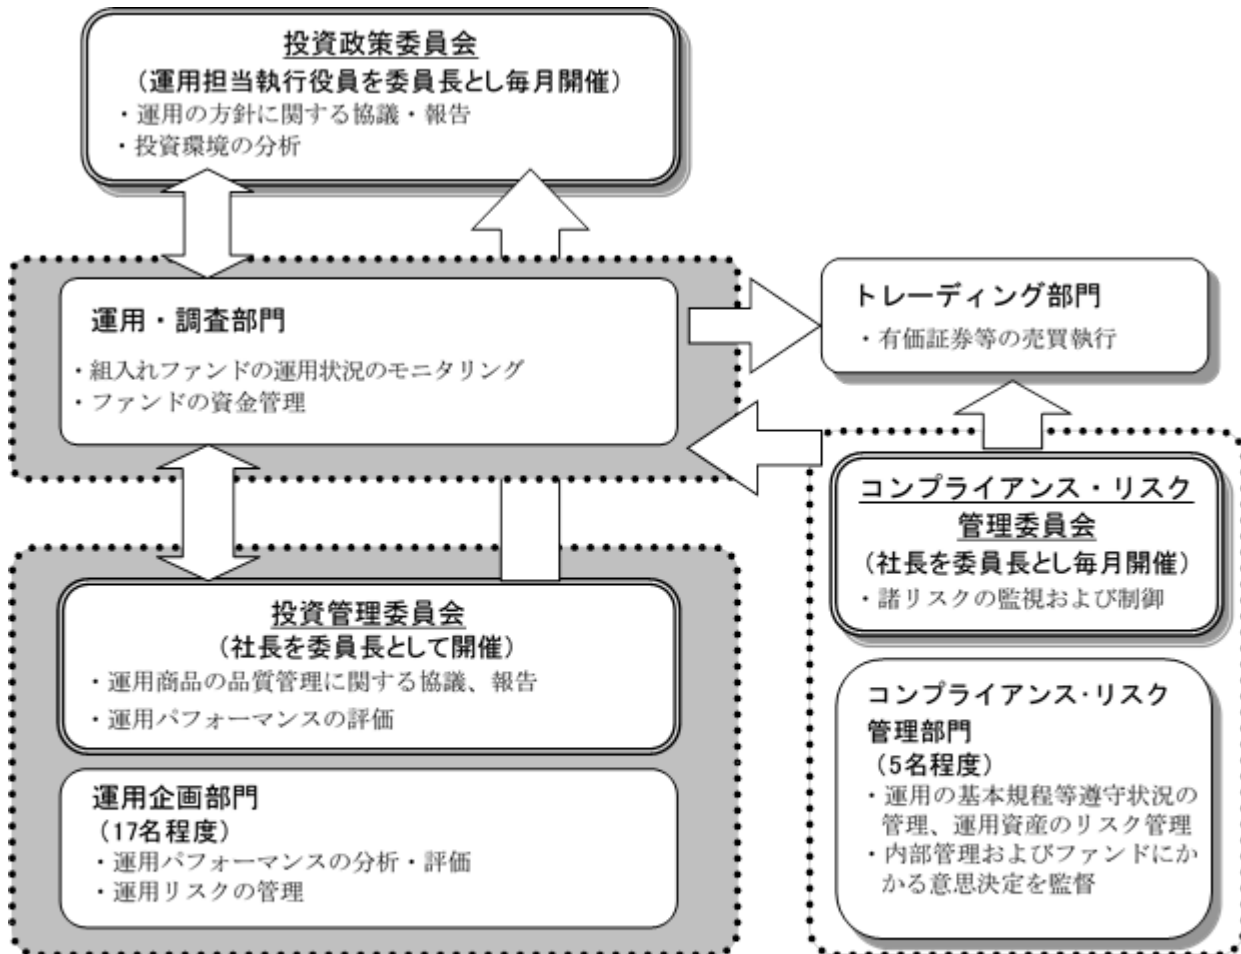 投資政策委員会
（運用担当執行役員を委員長とし毎月開催）
・運用の方針に関する協議・報告
・投資環境の分析
運用・調査部門
・組入れファンドの運用状況のモニタリング
・ファンドの資金管理
トレーディング部門
・有価証券等の売買執行
コンプライアンス・リスク
管理委員会
（社長を委員長とし毎月開催）
・諸リスクの監視および制御
投資管理委員会
（社長を委員長として開催）
・運用商品の品質管理に関する協議、報告
・運用パフォーマンスの評価
運用企画部門
（17名程度）
・運用パフォーマンスの分析・評価
・運用リスクの管理
コンプライアンス・リスク
管理部門
（5名程度）
・運用の基本規程等遵守状況の
管理、運用資産のリスク管理
・内部管理およびファンドにか
かる意思決定を監督